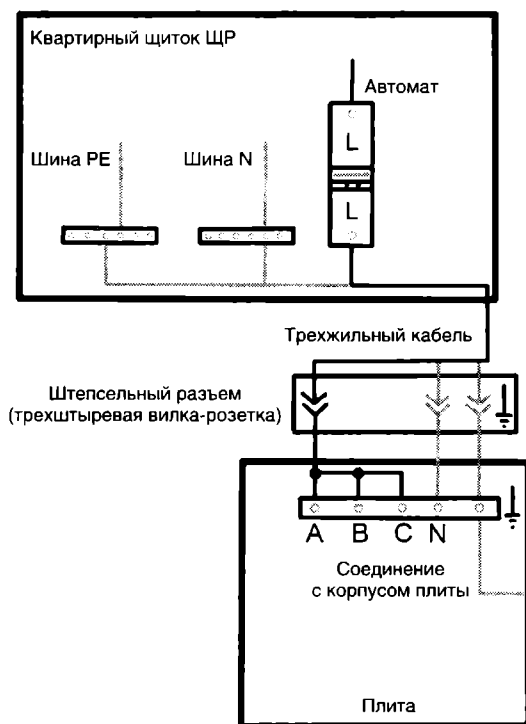 Квартирный щиток ЩР
Автомат
L
Шина PE
Шина N
L
Трехжильный кабель
Штепсельный разъем
(трехштыревая вилка-розетка)
A B C N
Соединение
с корпусом плиты
Плита